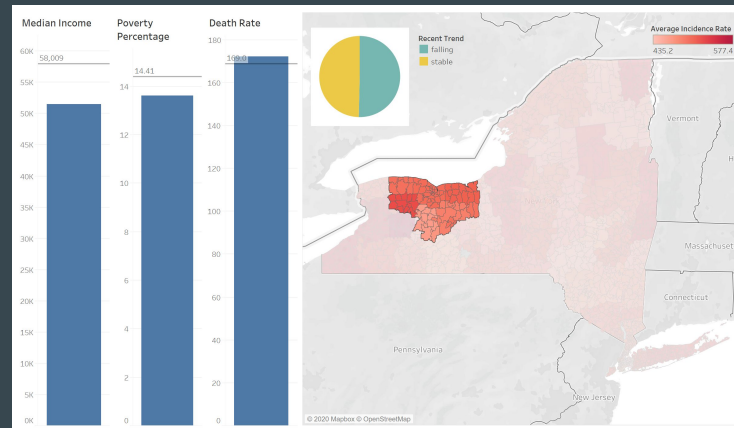 Median Income
Poverty
Percentage
Death Rate
60K
55K
50K
45K
40K
35K
30K
25K
20K
15K
10K
5K
0K
58,009
14
12
10
8
6
4
2
0
14.41
180
160
140
120
100
80
60
40
20
0
169.0
Recent Trend
falling
stable
Average Incidence Rate
435.2 577.4
Vermont
H
Massachuset
Connecticut
Pennsylvania
New Jersey
© 2020 Mapbox © OpenStreetMap